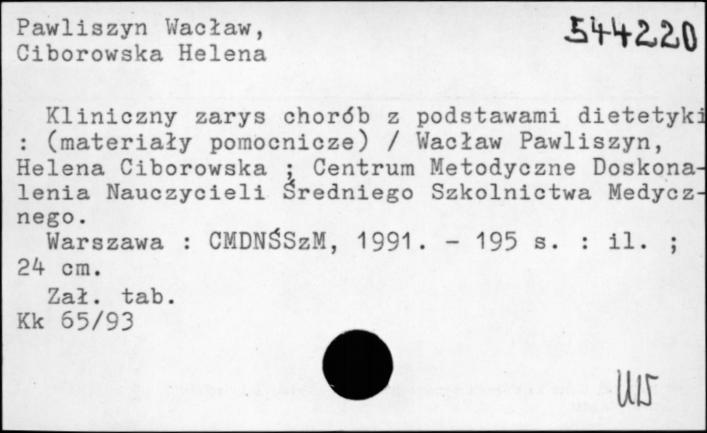 Pawliszyn Wacław,
544220
Ciborowska Helena
Kliniczny zarys chorób z podstawami dietetyki
: (materiały pomocnicze) / Wacław Pawliszyn,
Helena Ciborowska ; Centrum Metodyczne Doskona-
lenia Nauczycieli Średniego Szkolnictwa Medycz-
nego.
Warszawa : CMDNŚSzM, 1991. - 195 s. : il. ;
24 cm.
Zał. tab.
Kk 65/93